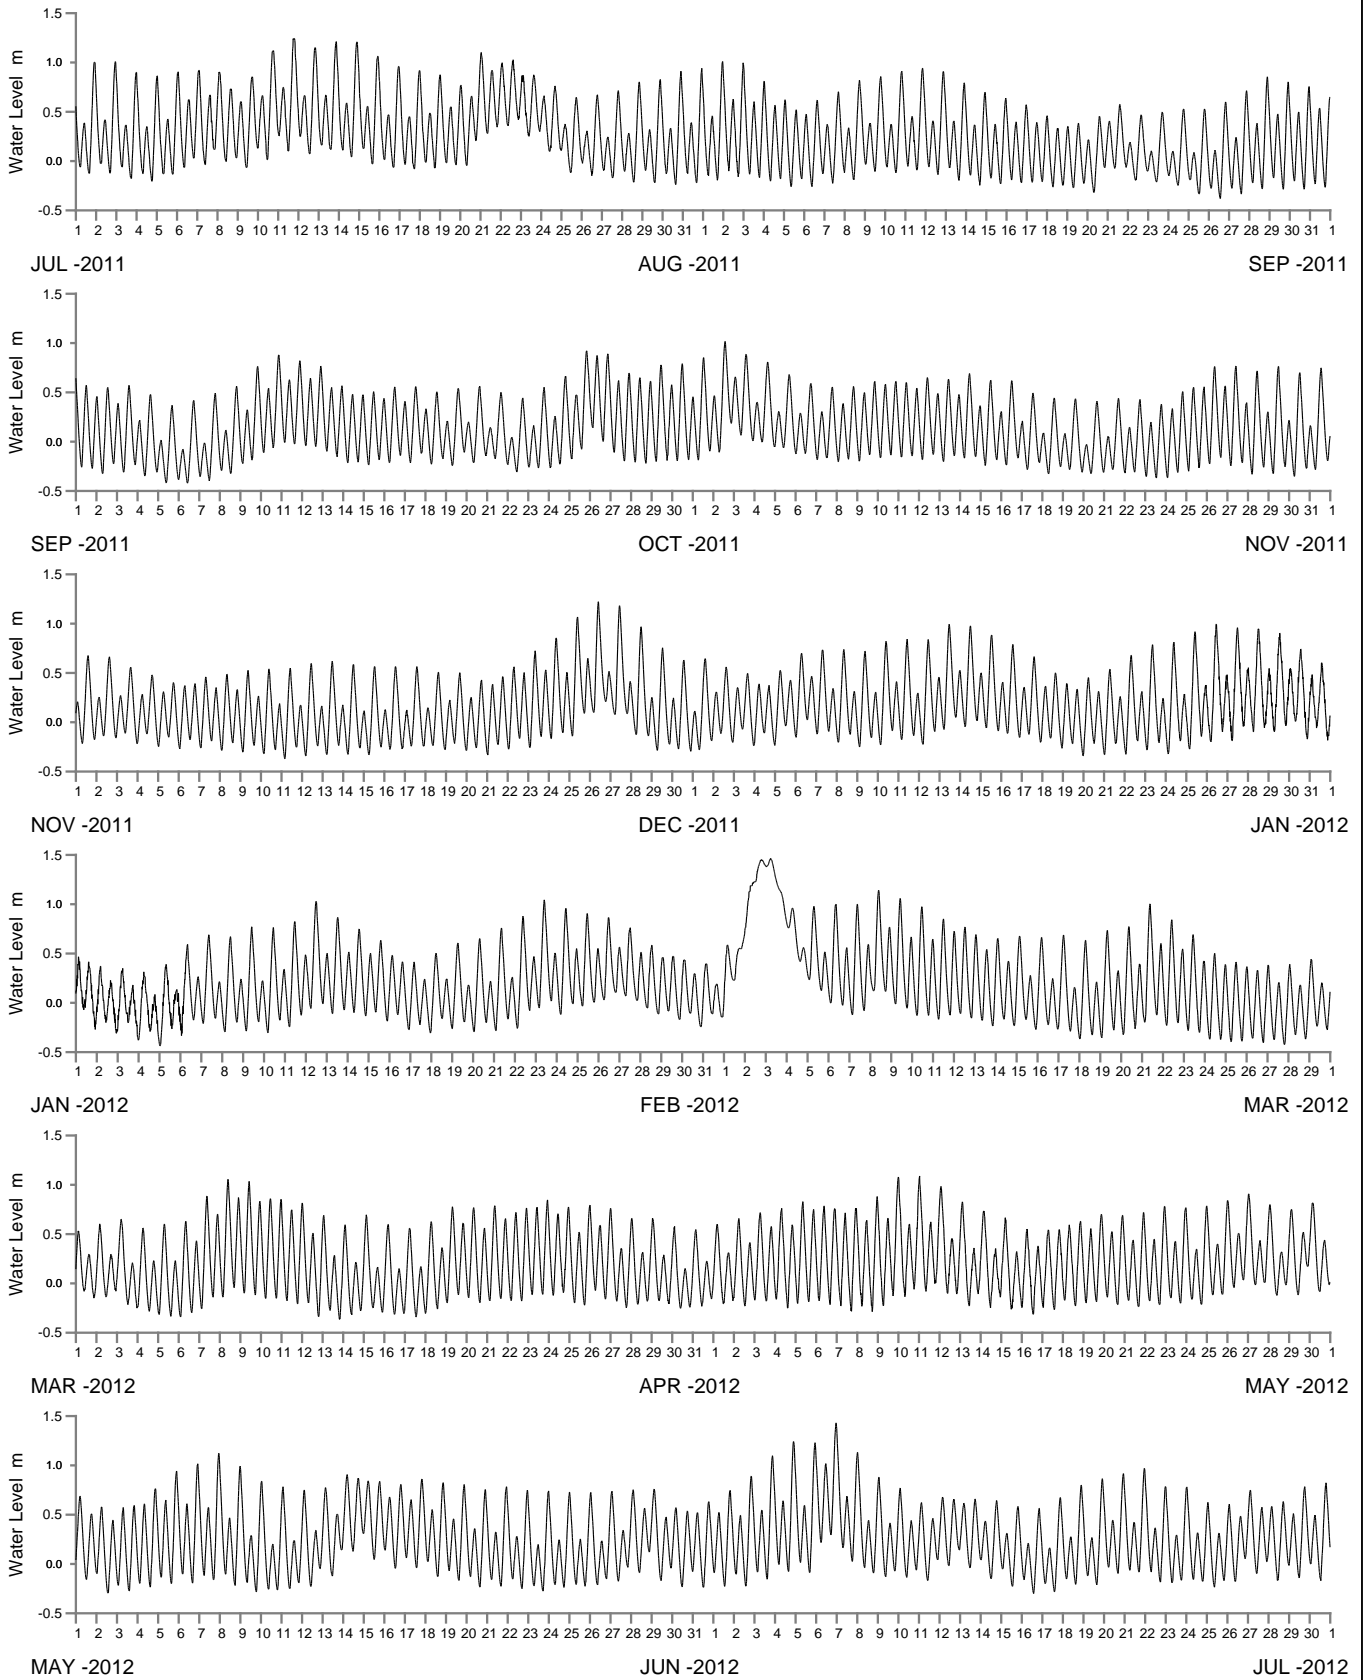 1.5
1.0
0.5
0.0
-0.5
Water Level m
1 2 3 4 5 6 7 8 9 10 11 12 13 14 15 16 17 18 19 20 21 22 23 24 25 26 27 28 29 30 31 1 2 3 4 5 6 7 8 9 10 11 12 13 14 15 16 17 18 19 20 21 22 23 24 25 26 27 28 29 30 31 1
JUL -2011 AUG -2011 SEP -2011
1.5
1.0
0.5
0.0
-0.5
Water Level m
1 2 3 4 5 6 7 8 9 10 11 12 13 14 15 16 17 18 19 20 21 22 23 24 25 26 27 28 29 30 1 2 3 4 5 6 7 8 9 10 11 12 13 14 15 16 17 18 19 20 21 22 23 24 25 26 27 28 29 30 31 1
SEP -2011 OCT -2011 NOV -2011
1.5
1.0
0.5
0.0
-0.5
Water Level m
1 2 3 4 5 6 7 8 9 10 11 12 13 14 15 16 17 18 19 20 21 22 23 24 25 26 27 28 29 30 1 2 3 4 5 6 7 8 9 10 11 12 13 14 15 16 17 18 19 20 21 22 23 24 25 26 27 28 29 30 31 1
NOV -2011 DEC -2011 JAN -2012
1.5
1.0
0.5
0.0
-0.5
Water Level m
1 2 3 4 5 6 7 8 9 10 11 12 13 14 15 16 17 18 19 20 21 22 23 24 25 26 27 28 29 30 31 1 2 3 4 5 6 7 8 9 10 11 12 13 14 15 16 17 18 19 20 21 22 23 24 25 26 27 28 29 1
JAN -2012 FEB -2012 MAR -2012
1.5
1.0
0.5
0.0
-0.5
Water Level m
1 2 3 4 5 6 7 8 9 10 11 12 13 14 15 16 17 18 19 20 21 22 23 24 25 26 27 28 29 30 31 1 2 3 4 5 6 7 8 9 10 11 12 13 14 15 16 17 18 19 20 21 22 23 24 25 26 27 28 29 30 1
MAR -2012 APR -2012 MAY -2012
1.5
1.0
0.5
0.0
-0.5
Water Level m
1 2 3 4 5 6 7 8 9 10 11 12 13 14 15 16 17 18 19 20 21 22 23 24 25 26 27 28 29 30 31 1 2 3 4 5 6 7 8 9 10 11 12 13 14 15 16 17 18 19 20 21 22 23 24 25 26 27 28 29 30 1
MAY -2012 JUN -2012 JUL -2012